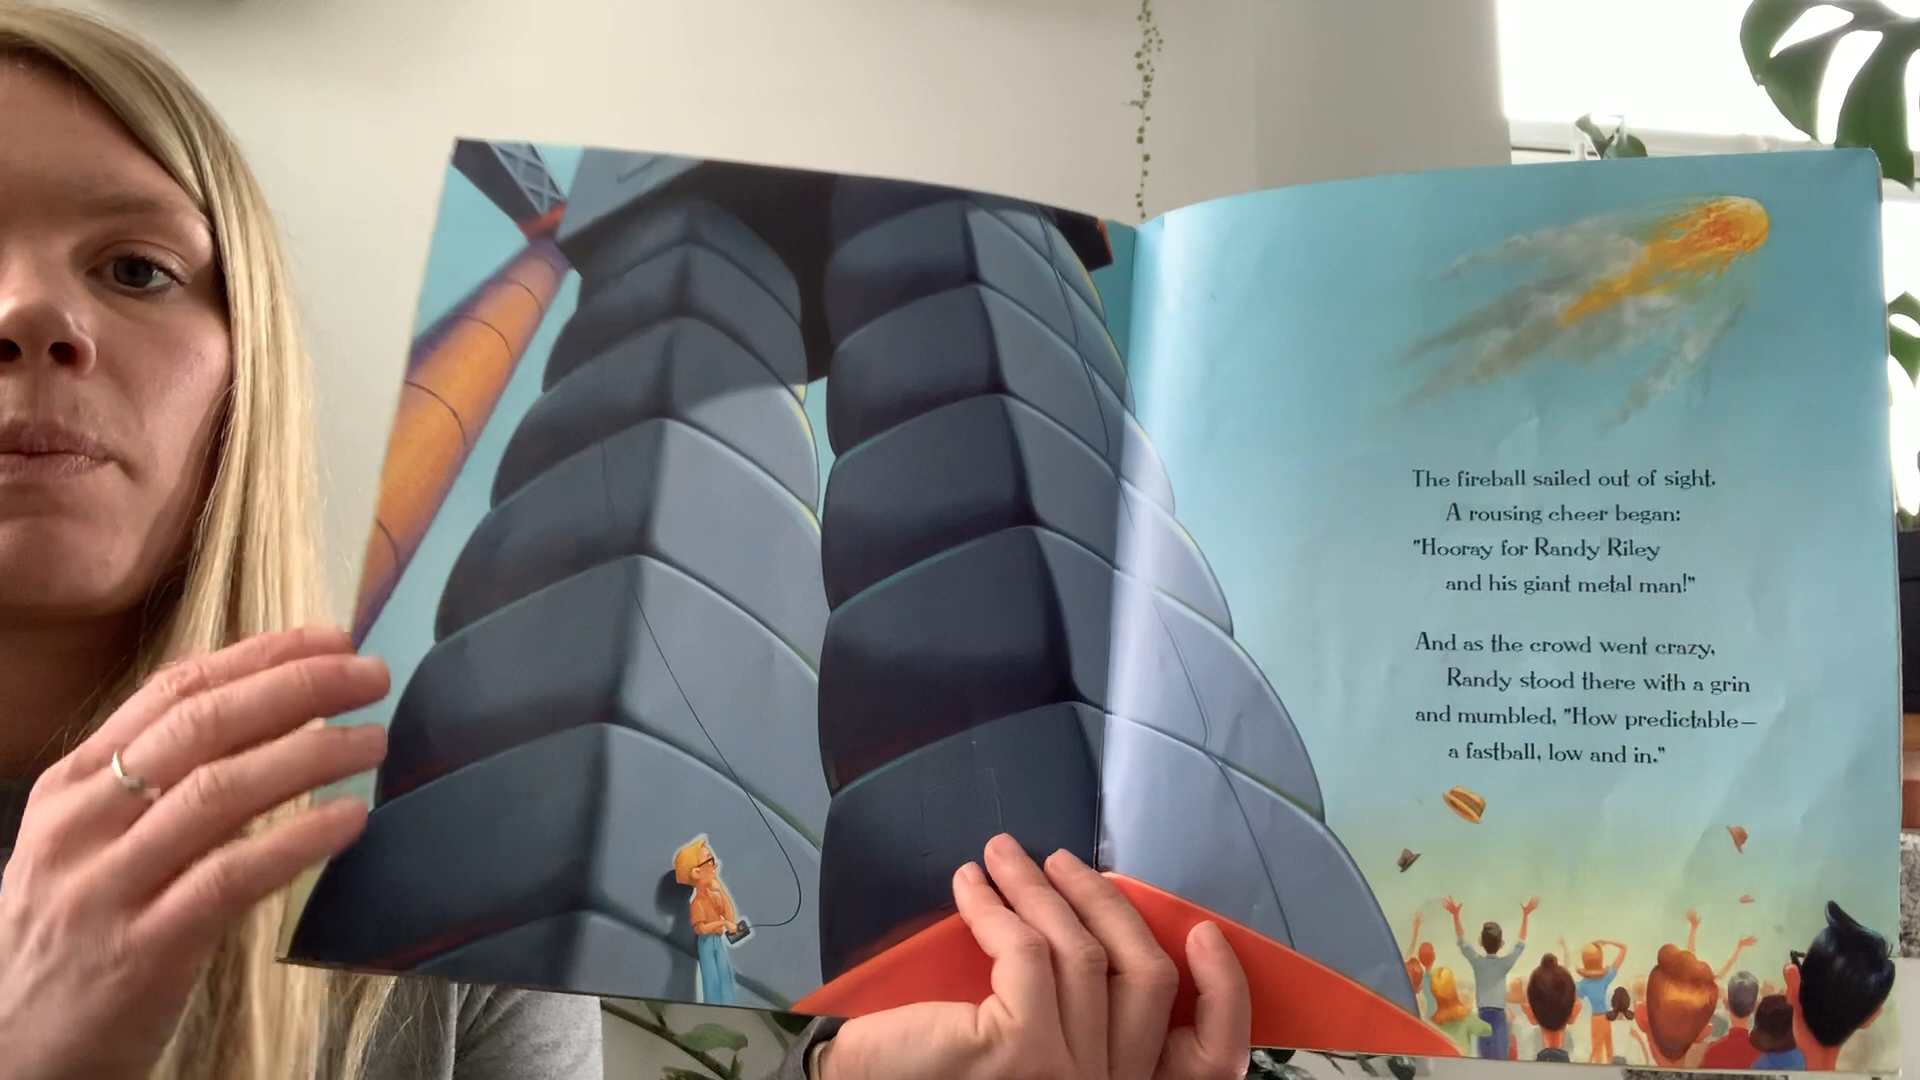 The fireball sailed out of sight.
A rousing cheer began:
"Hooray for Randy Riley
and his giant metal man!"
And as the crowd went crazy,
Randy stood there with a grin
and mumbled, "How predictable—
a fastball, low and in."